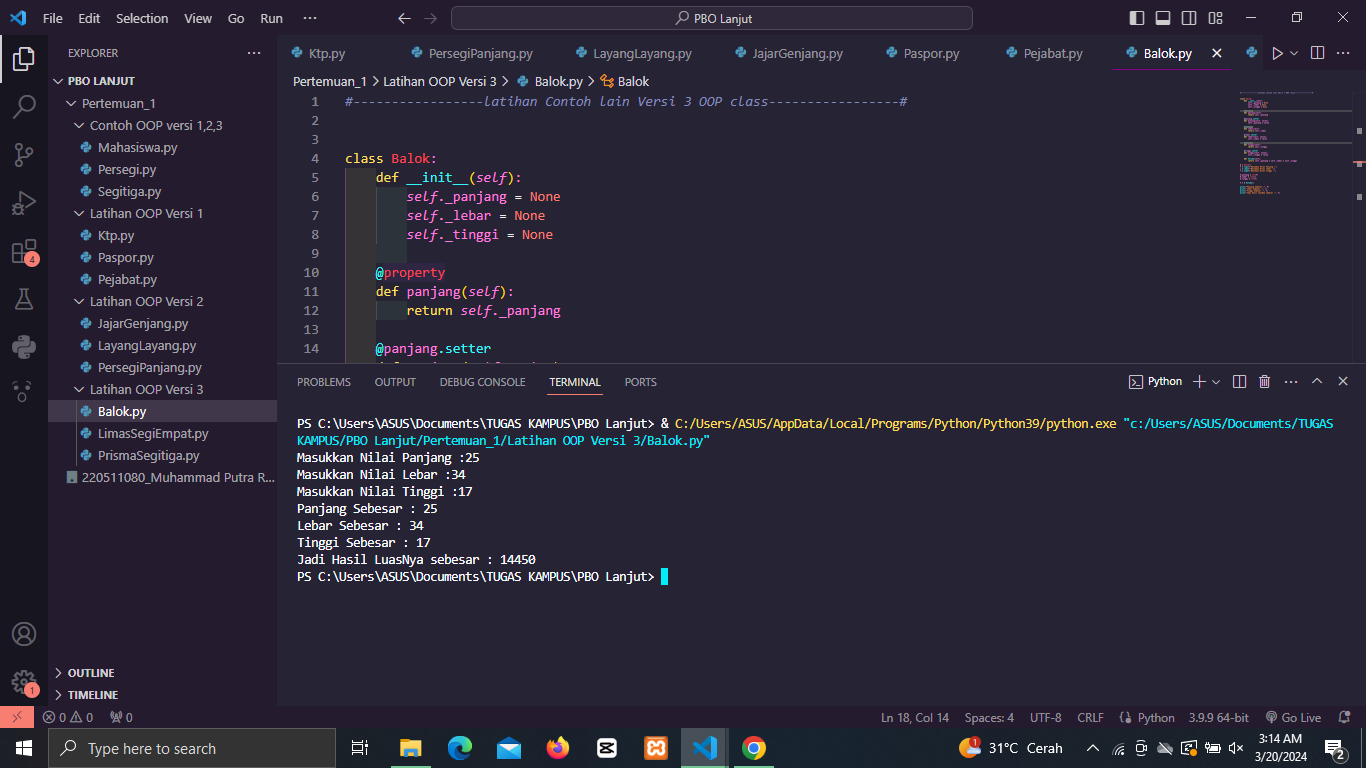 File Edit Selection View Go Run ··· PBO Lanjut
EXPLORER ···
PBO LANJUT
Pertemuan_1
Contoh OOP versi 1,2,3
Mahasiswa.py
Persegi.py
Segitiga.py
Latihan OOP Versi 1
Ktp.py
Paspor.py
Pejabat.py
Latihan OOP Versi 2
JajarGenjang.py
LayangLayang.py
PersegiPanjang.py
Latihan OOP Versi 3
Balok.py
LimasSegiEmpat.py
PrismaSegitiga.py
220511080_Muhammad Putra R...
OUTLINE
TIMELINE
4
1
Ktp.py PersegiPanjang.py LayangLayang.py JajarGenjang.py Paspor.py Pejabat.py Balok.py
Pertemuan_1 > Latihan OOP Versi 3 > Balok.py > Balok
1 #-----------------latihan Contoh lain Versi 3 OOP class-----------------#
2
3
4 class Balok:
5 def __init__(self):
6 self._panjang = None
7 self._lebar = None
8 self._tinggi = None
9
10 @property
11 def panjang(self):
12 return self._panjang
13
14 @panjang.setter
PROBLEMS OUTPUT DEBUG CONSOLE TERMINAL PORTS Python
PS C:\Users\ASUS\Documents\TUGAS KAMPUS\PBO Lanjut> & C:/Users/ASUS/AppData/Local/Programs/Python/Python39/python.exe "c:/Users/ASUS/Documents/TUGAS
KAMPUS/PBO Lanjut/Pertemuan_1/Latihan OOP Versi 3/Balok.py"
Masukkan Nilai Panjang :25
Masukkan Nilai Lebar :34
Masukkan Nilai Tinggi :17
Panjang Sebesar : 25
Lebar Sebesar : 34
Tinggi Sebesar : 17
Jadi Hasil LuasNya sebesar : 14450
PS C:\Users\ASUS\Documents\TUGAS KAMPUS\PBO Lanjut>
0 0 0 Ln 18, Col 14 Spaces: 4 UTF-8 CRLF Python 3.9.9 64-bit Go Live
Type here to search 1 31°C Cerah 3:14 AM
3/20/2024 2